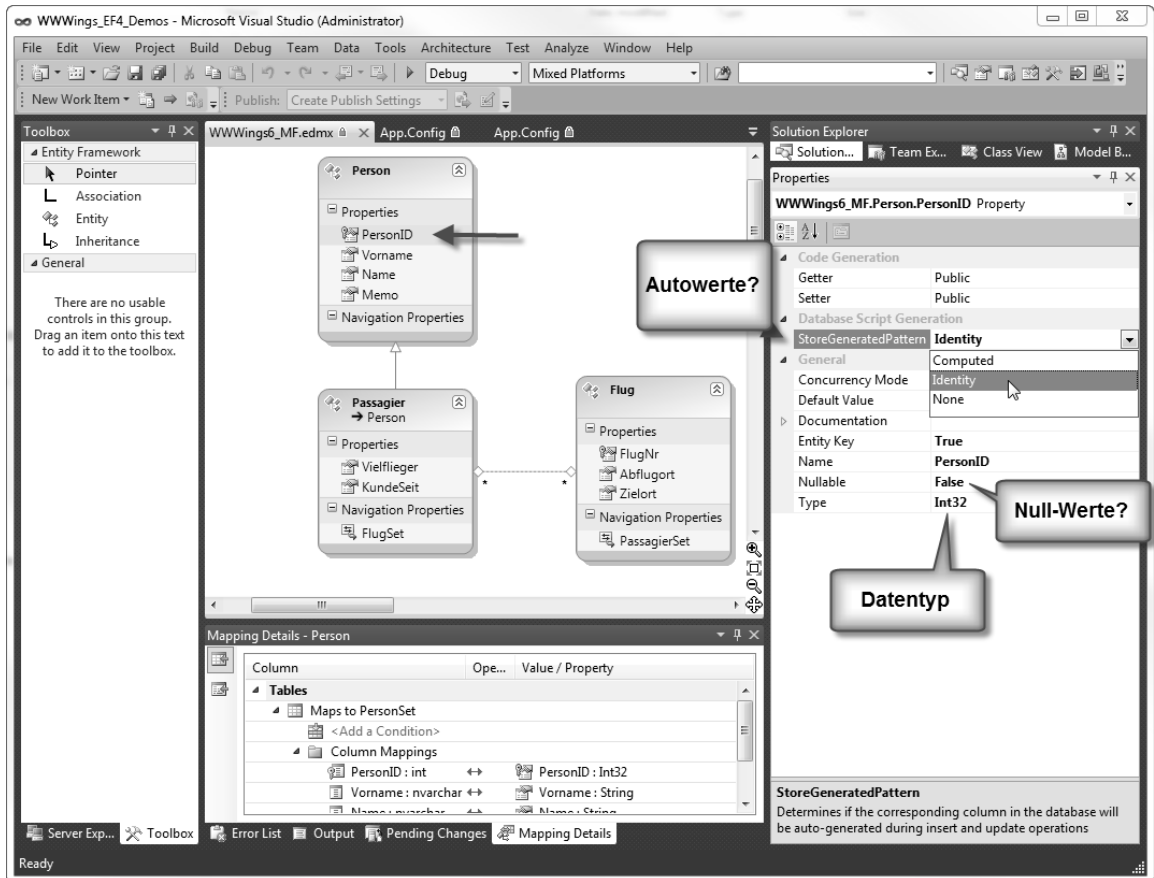 WWWings_EF4_Demos - Microsoft Visual Studio (Administrator)
File Edit View Project Build Debug Team Data Tools Architecture Test Analyze Window Help
Debug Mixed Platforms
New Work Item Publish: Create Publish Settings
Toolbox
Entity Framework
Pointer
Association
Entity
Inheritance
General
There are no usable
controls in this group.
Drag an item onto this text
to add it to the toolbox.
WWWings6_MF.edmx App.Config App.Config
Person
Properties
PersonID
Vorname
Name
Memo
Navigation Properties
Passagier
→ Person
Properties
Vielflieger
KundeSeit
Navigation Properties
FlugSet
* *
Flug
Properties
FlugNr
Abflugort
Zielort
Navigation Properties
PassagierSet
Mapping Details - Person
Column Ope... Value / Property
Tables
Maps to PersonSet
<Add a Condition>
Column Mappings
PersonID : int ↔ PersonID : Int32
Vorname : nvarchar ↔ Vorname : String
Name : nvarchar Name : String
Solution Explorer
Solution... Team Ex... Class View Model B...
Properties
WWWings6_MF.Person.PersonID Property
Code Generation
Getter Public
Setter Public
Database Script Generation
StoreGeneratedPattern Identity
General Computed
Concurrency Mode Identity
Default Value None
Documentation
Entity Key True
Name PersonID
Nullable False
Type Int32
Autowerte?
Null-Werte?
Datentyp
StoreGeneratedPattern
Determines if the corresponding column in the database will
be auto-generated during insert and update operations
Server Exp... Toolbox Error List Output Pending Changes Mapping Details
Ready